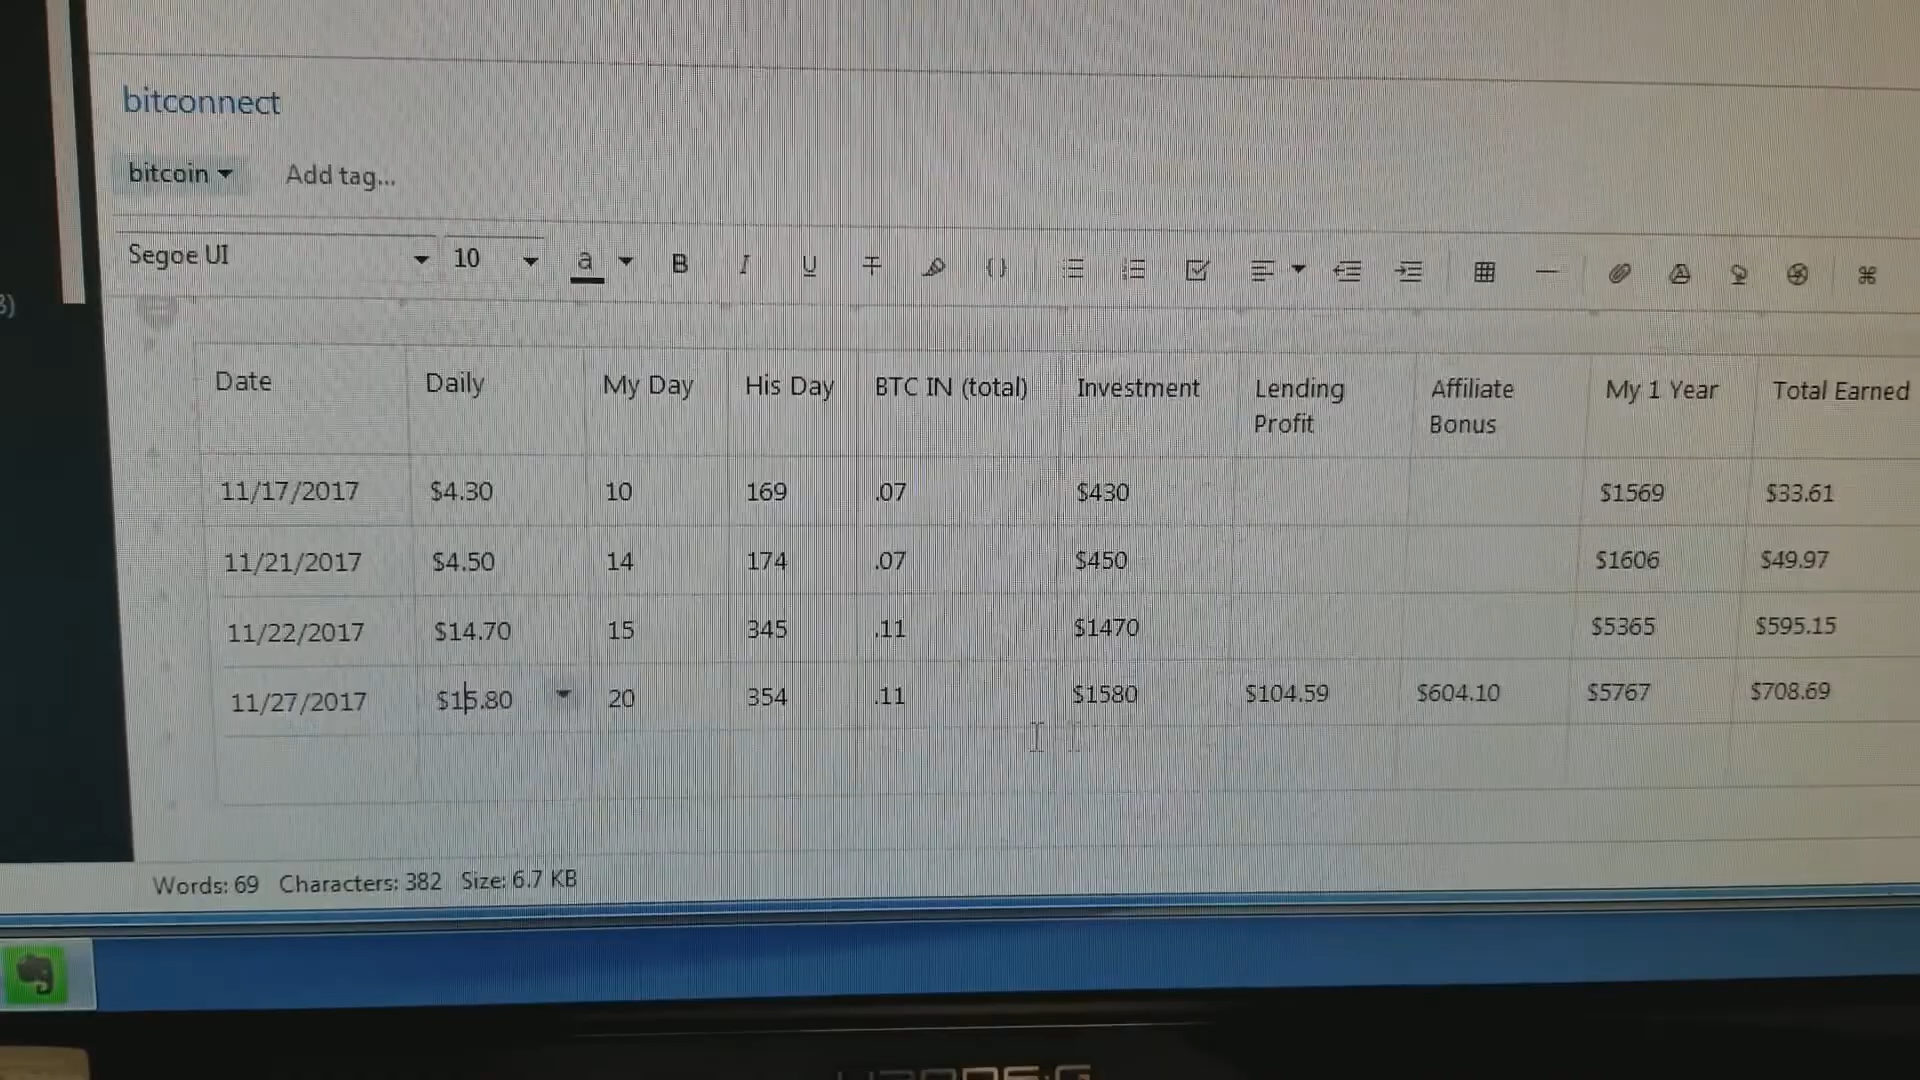 bitconnect
bitcoin Add tag...
Segoe UI 10 a B I U T
Date Daily My Day His Day BTC IN (total) Investment Lending Profit Affiliate Bonus My 1 Year Total Earned
11/17/2017 $4.30 10 169 .07 $430 $1569 $33.61
11/21/2017 $4.50 14 174 .07 $450 $1606 $49.97
11/22/2017 $14.70 15 345 .11 $1470 $5365 $595.15
11/27/2017 $15.80 20 354 .11 $1580 $104.59 $604.10 $5767 $708.69
Words: 69 Characters: 382 Size: 6.7 KB